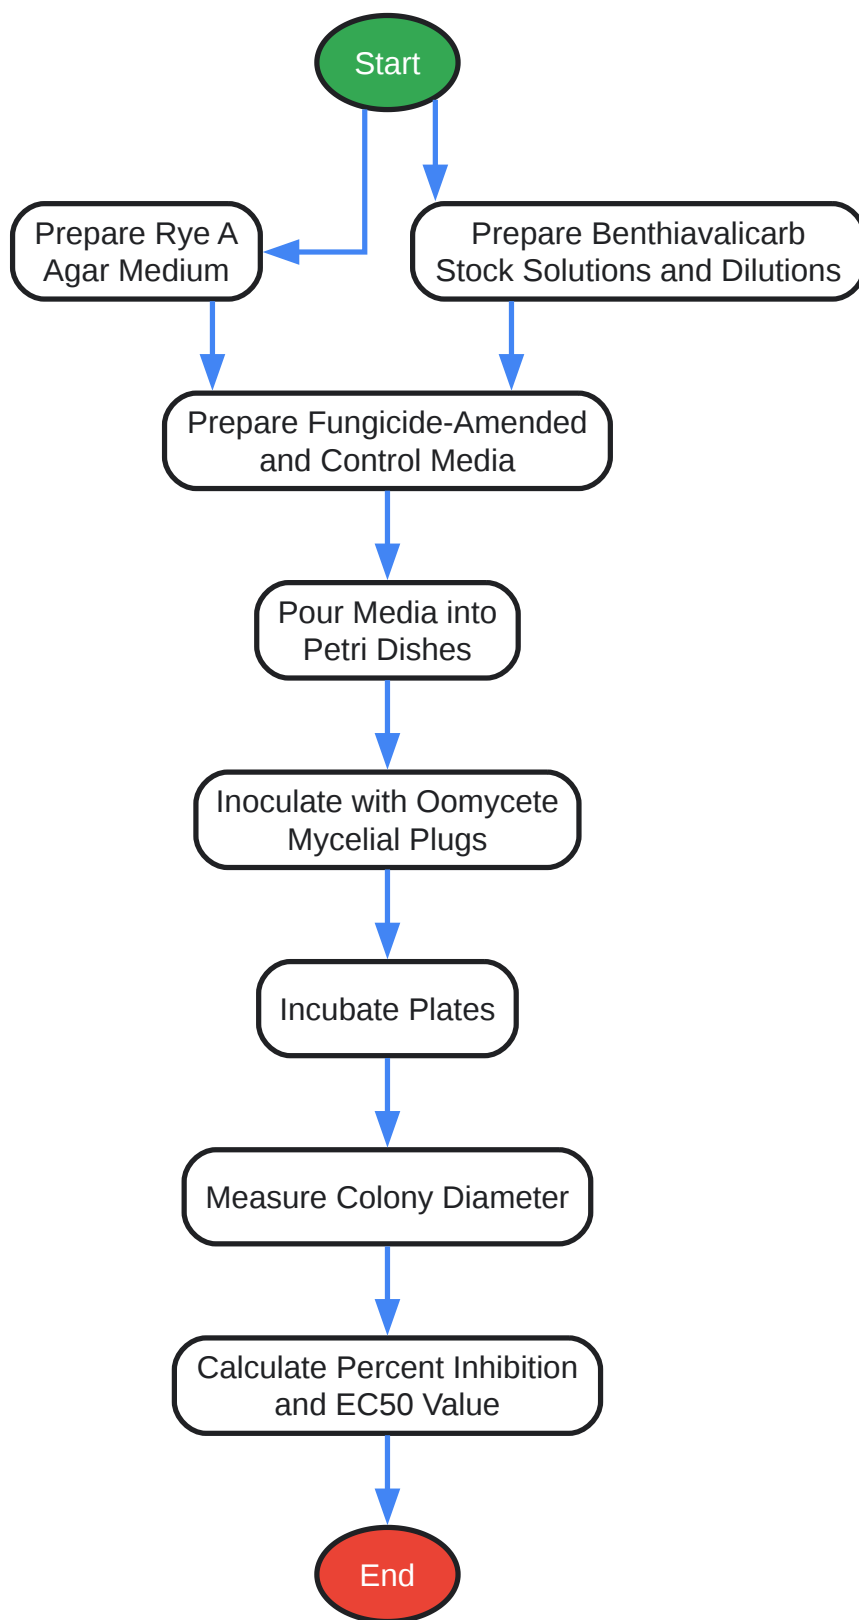 Start
Prepare Rye A
Agar Medium
Prepare Benthiavalicarb
Stock Solutions and Dilutions
Prepare Fungicide-Amended
and Control Media
Pour Media into
Petri Dishes
Inoculate with Oomycete
Mycelial Plugs
Incubate Plates
Measure Colony Diameter
Calculate Percent Inhibition
and EC50 Value
End